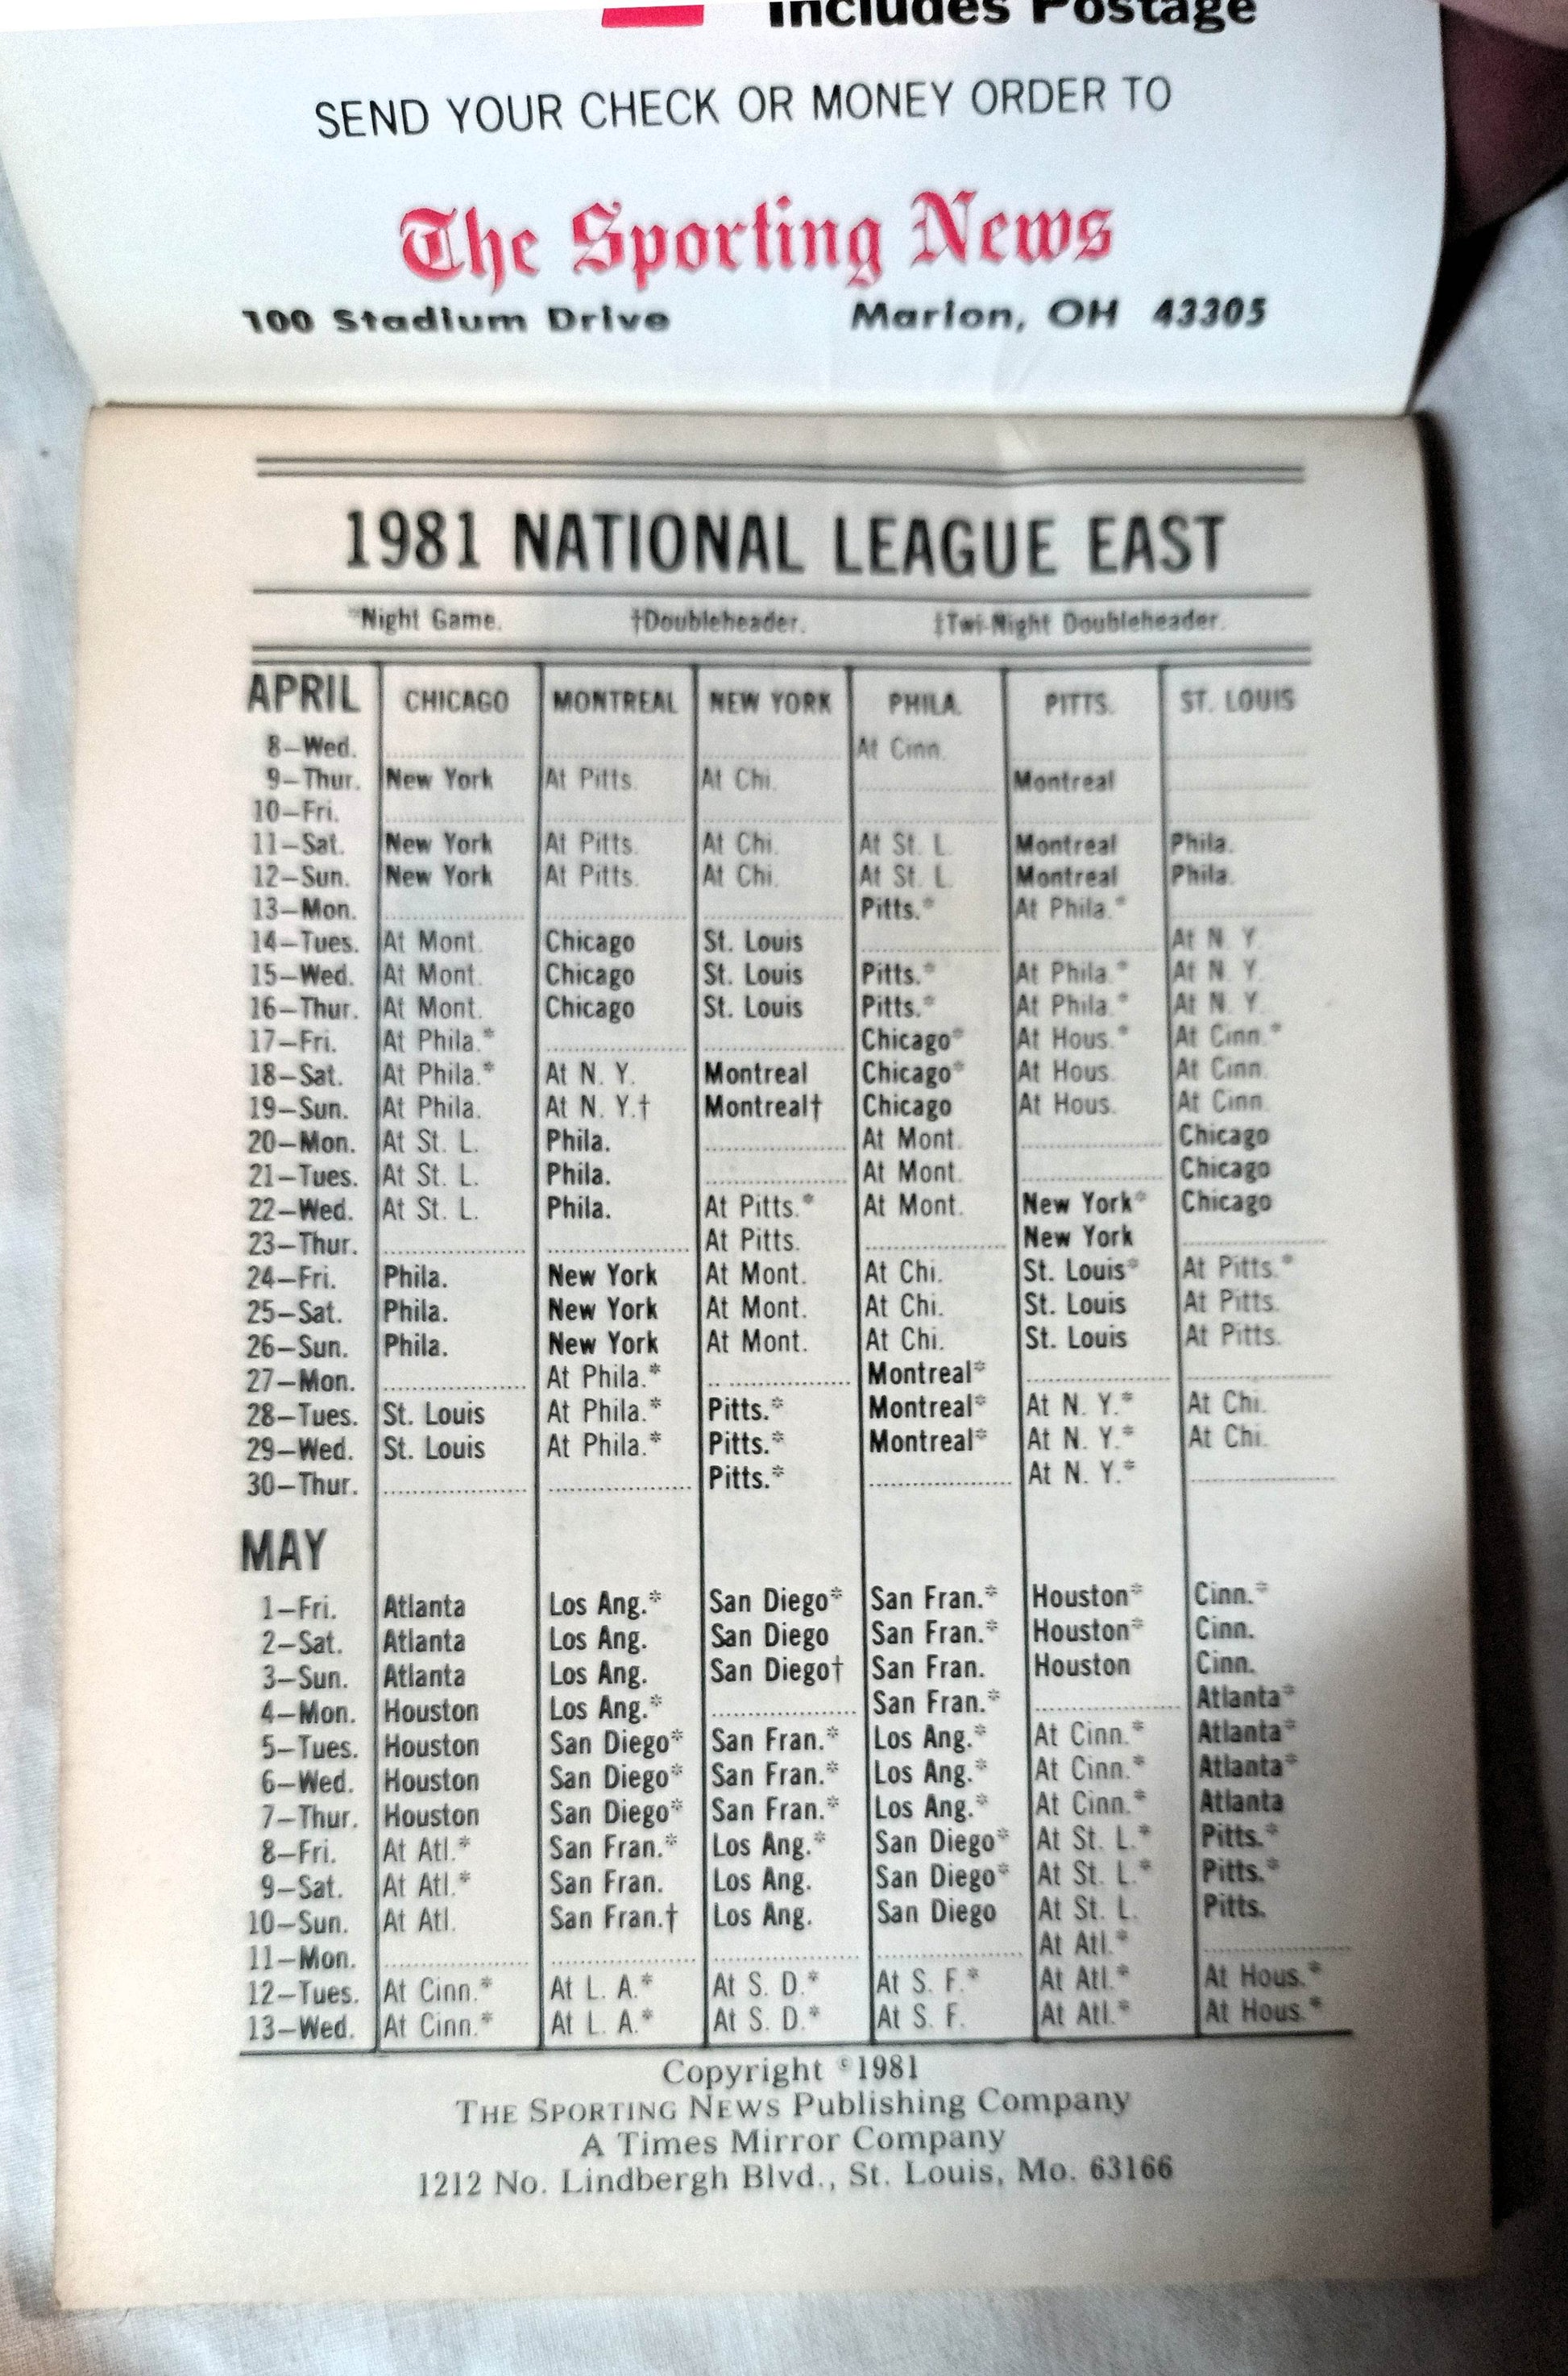 Includes Postage
SEND YOUR CHECK OR MONEY ORDER TO
The Sporting News
100 Stadium Drive Marion, OH 43305
1981 NATIONAL LEAGUE EAST
*Night Game. †Doubleheader. ‡Twi-Night Doubleheader.
APRIL CHICAGO MONTREAL NEW YORK PHILA. PITTS. ST. LOUIS
8—Wed. .................... .................... .................... At Cinn. .................... ....................
9—Thur. New York At Pitts. At Chi. .................... Montreal ....................
10—Fri. .................... .................... .................... .................... .................... ....................
11—Sat. New York At Pitts. At Chi. At St. L. Montreal Phila.
12—Sun. New York At Pitts. At Chi. At St. L. Montreal Phila.
13—Mon. .................... .................... .................... Pitts.* At Phila.* ....................
14—Tues. At Mont. Chicago St. Louis .................... .................... At N. Y.
15—Wed. At Mont. Chicago St. Louis Pitts.* At Phila.* At N. Y.
16—Thur. At Mont. Chicago St. Louis Pitts.* At Phila.* At N. Y.
17—Fri. At Phila.* .................... .................... Chicago* At Hous.* At Cinn.*
18—Sat. At Phila.* At N. Y. Montreal Chicago* At Hous. At Cinn.
19—Sun. At Phila. At N. Y.† Montreal† Chicago At Hous. At Cinn.
20—Mon. At St. L. Phila. .................... At Mont. .................... Chicago
21—Tues. At St. L. Phila. .................... At Mont. .................... Chicago
22—Wed. At St. L. Phila. At Pitts.* At Mont. New York* Chicago
23—Thur. .................... .................... At Pitts. .................... New York ....................
24—Fri. Phila. New York At Mont. At Chi. St. Louis* At Pitts.*
25—Sat. Phila. New York At Mont. At Chi. St. Louis At Pitts.
26—Sun. Phila. New York At Mont. At Chi. St. Louis At Pitts.
27—Mon. .................... At Phila.* .................... Montreal* .................... ....................
28—Tues. St. Louis At Phila.* Pitts.* Montreal* At N. Y.* At Chi.
29—Wed. St. Louis At Phila.* Pitts.* Montreal* At N. Y.* At Chi.
30—Thur. .................... .................... Pitts.* .................... At N. Y.* ....................
MAY
1—Fri. Atlanta Los Ang.* San Diego* San Fran.* Houston* Cinn.*
2—Sat. Atlanta Los Ang. San Diego San Fran.* Houston* Cinn.
3—Sun. Atlanta Los Ang. San Diego† San Fran. Houston Cinn.
4—Mon. Houston Los Ang.* .................... San Fran.* .................... Atlanta*
5—Tues. Houston San Diego* San Fran.* Los Ang.* At Cinn.* Atlanta*
6—Wed. Houston San Diego* San Fran.* Los Ang.* At Cinn.* Atlanta*
7—Thur. Houston San Diego* San Fran.* Los Ang.* At Cinn.* Atlanta
8—Fri. At Atl.* San Fran.* Los Ang.* San Diego* At St. L.* Pitts.*
9—Sat. At Atl.* San Fran. Los Ang. San Diego* At St. L.* Pitts.*
10—Sun. At Atl. San Fran.† Los Ang. San Diego At St. L. Pitts.
11—Mon. .................... .................... .................... .................... At Atl.* ....................
12—Tues. At Cinn.* At L. A.* At S. D.* At S. F.* At Atl.* At Hous.*
13—Wed. At Cinn.* At L. A.* At S. D.* At S. F. At Atl.* At Hous.*
Copyright ©1981
THE SPORTING NEWS Publishing Company
A Times Mirror Company
1212 No. Lindbergh Blvd., St. Louis, Mo. 63166